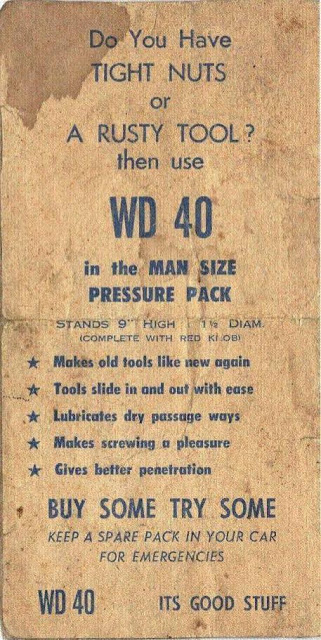 Do You Have
TIGHT NUTS
or
A RUSTY TOOL?
then use
WD 40
in the MAN SIZE
PRESSURE PACK
STANDS 9" HIGH 1½ DIAM.
(COMPLETE WITH RED KNOB)
★ Makes old tools like new again
★ Tools slide in and out with ease
★ Lubricates dry passage ways
★ Makes screwing a pleasure
★ Gives better penetration
BUY SOME TRY SOME
KEEP A SPARE PACK IN YOUR CAR
FOR EMERGENCIES
WD 40 ITS GOOD STUFF